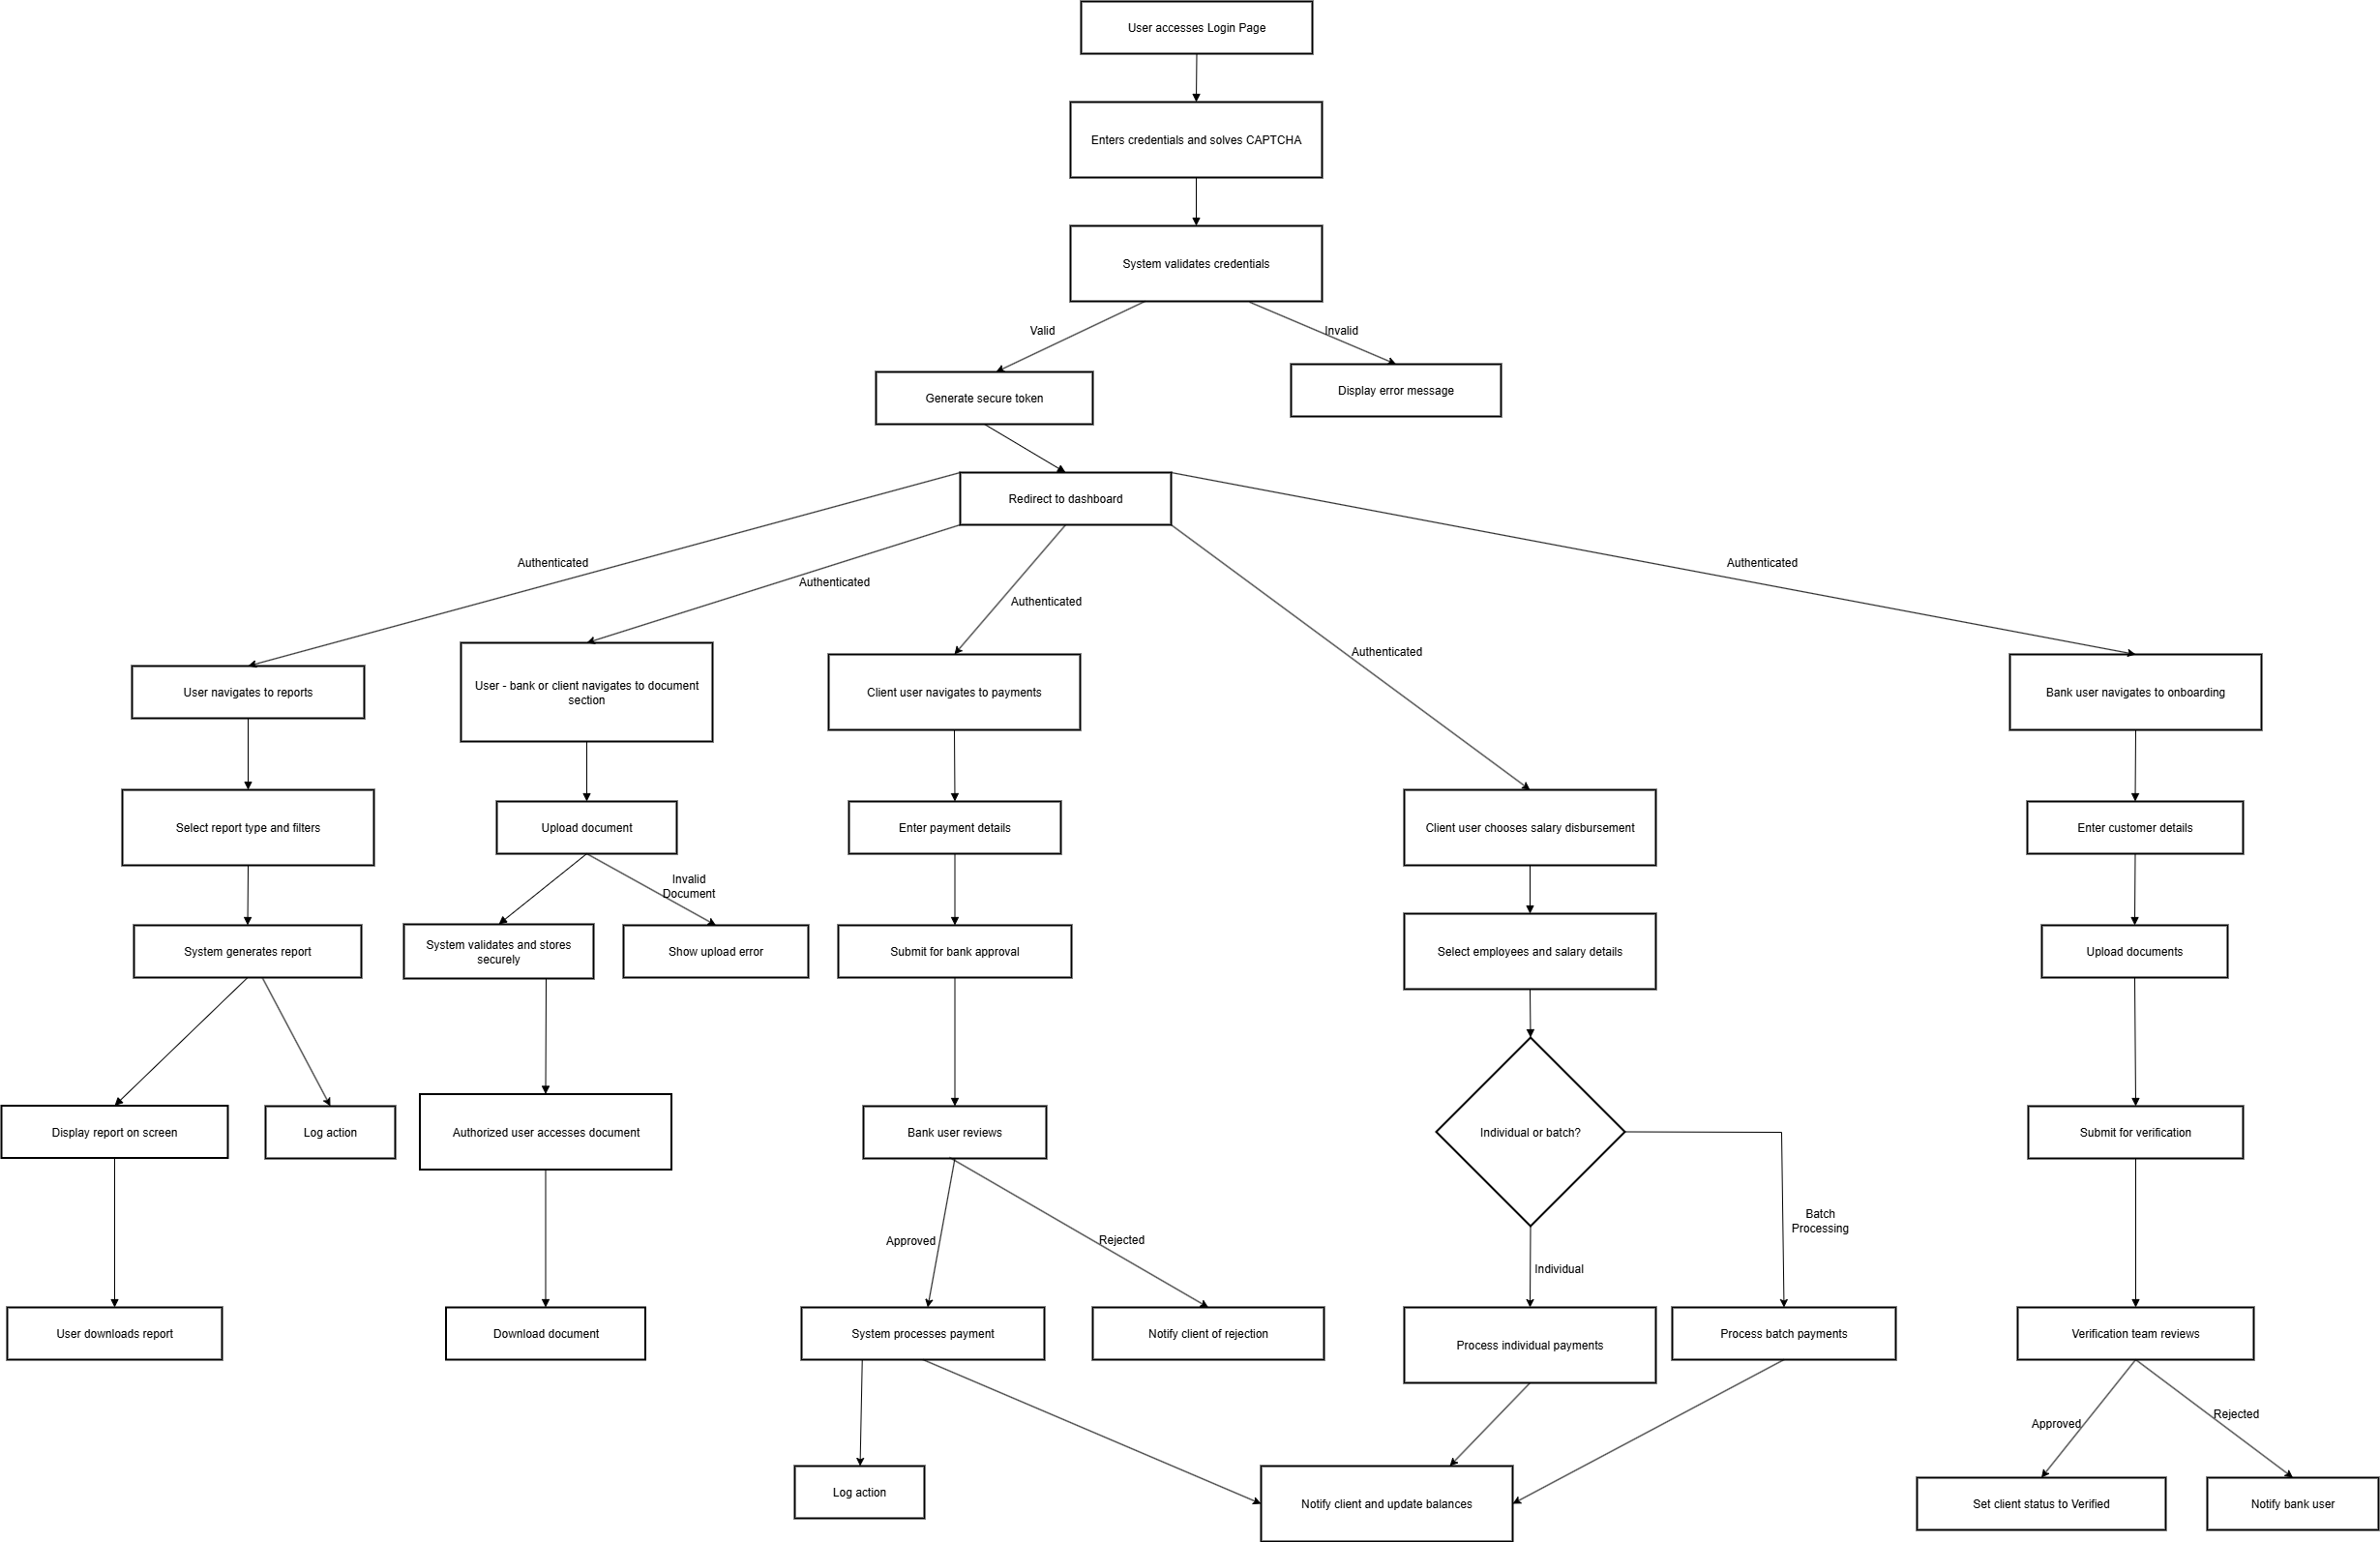 User accesses Login Page
Enters credentials and solves CAPTCHA
System validates credentials
Valid
Invalid
Generate secure token
Display error message
Redirect to dashboard
Authenticated
Authenticated
Authenticated
Authenticated
Authenticated
User navigates to reports
User - bank or client navigates to document
section
Client user navigates to payments
Bank user navigates to onboarding
Select report type and filters
Upload document
Enter payment details
Client user chooses salary disbursement
Enter customer details
Invalid
Document
System generates report
System validates and stores
securely
Show upload error
Submit for bank approval
Select employees and salary details
Upload documents
Display report on screen
Log action
Authorized user accesses document
Bank user reviews
Individual or batch?
Submit for verification
Approved
Rejected
Individual
Batch
Processing
User downloads report
Download document
System processes payment
Notify client of rejection
Process individual payments
Process batch payments
Verification team reviews
Approved
Rejected
Log action
Notify client and update balances
Set client status to Verified
Notify bank user